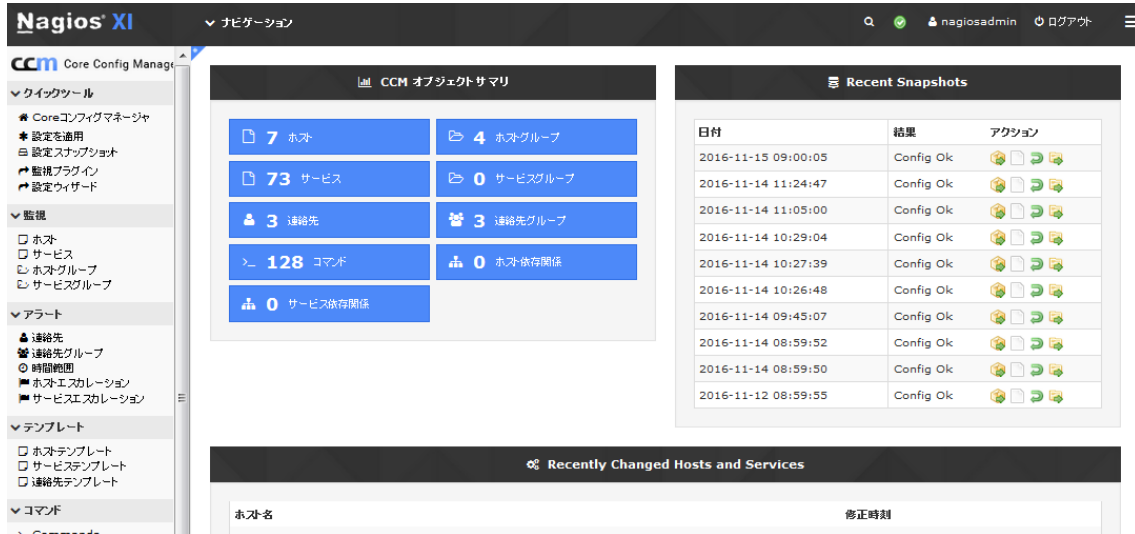 Nagios® XI
ナビゲーション
nagiosadmin ログアウト
ccm Core Config Manage
クイックツール
Coreコンフィグマネージャ
設定を適用
設定スナップショット
監視プラグイン
設定ウィザード
監視
ホスト
サービス
ホストグループ
サービスグループ
アラート
連絡先
連絡先グループ
時間範囲
ホストエスカレーション
サービスエスカレーション
テンプレート
ホストテンプレート
サービステンプレート
連絡先テンプレート
コマンド
>_ Commands
CCM オブジェクトサマリ
7 ホスト
4 ホストグループ
73 サービス
0 サービスグループ
3 連絡先
3 連絡先グループ
>_ 128 コマンド
0 ホスト依存関係
0 サービス依存関係
Recent Snapshots
日付 結果 アクション
2016-11-15 09:00:05 Config Ok
2016-11-14 11:24:47 Config Ok
2016-11-14 11:05:00 Config Ok
2016-11-14 10:29:04 Config Ok
2016-11-14 10:27:39 Config Ok
2016-11-14 10:26:48 Config Ok
2016-11-14 09:45:07 Config Ok
2016-11-14 08:59:52 Config Ok
2016-11-14 08:59:50 Config Ok
2016-11-12 08:59:55 Config Ok
Recently Changed Hosts and Services
ホスト名 修正時刻